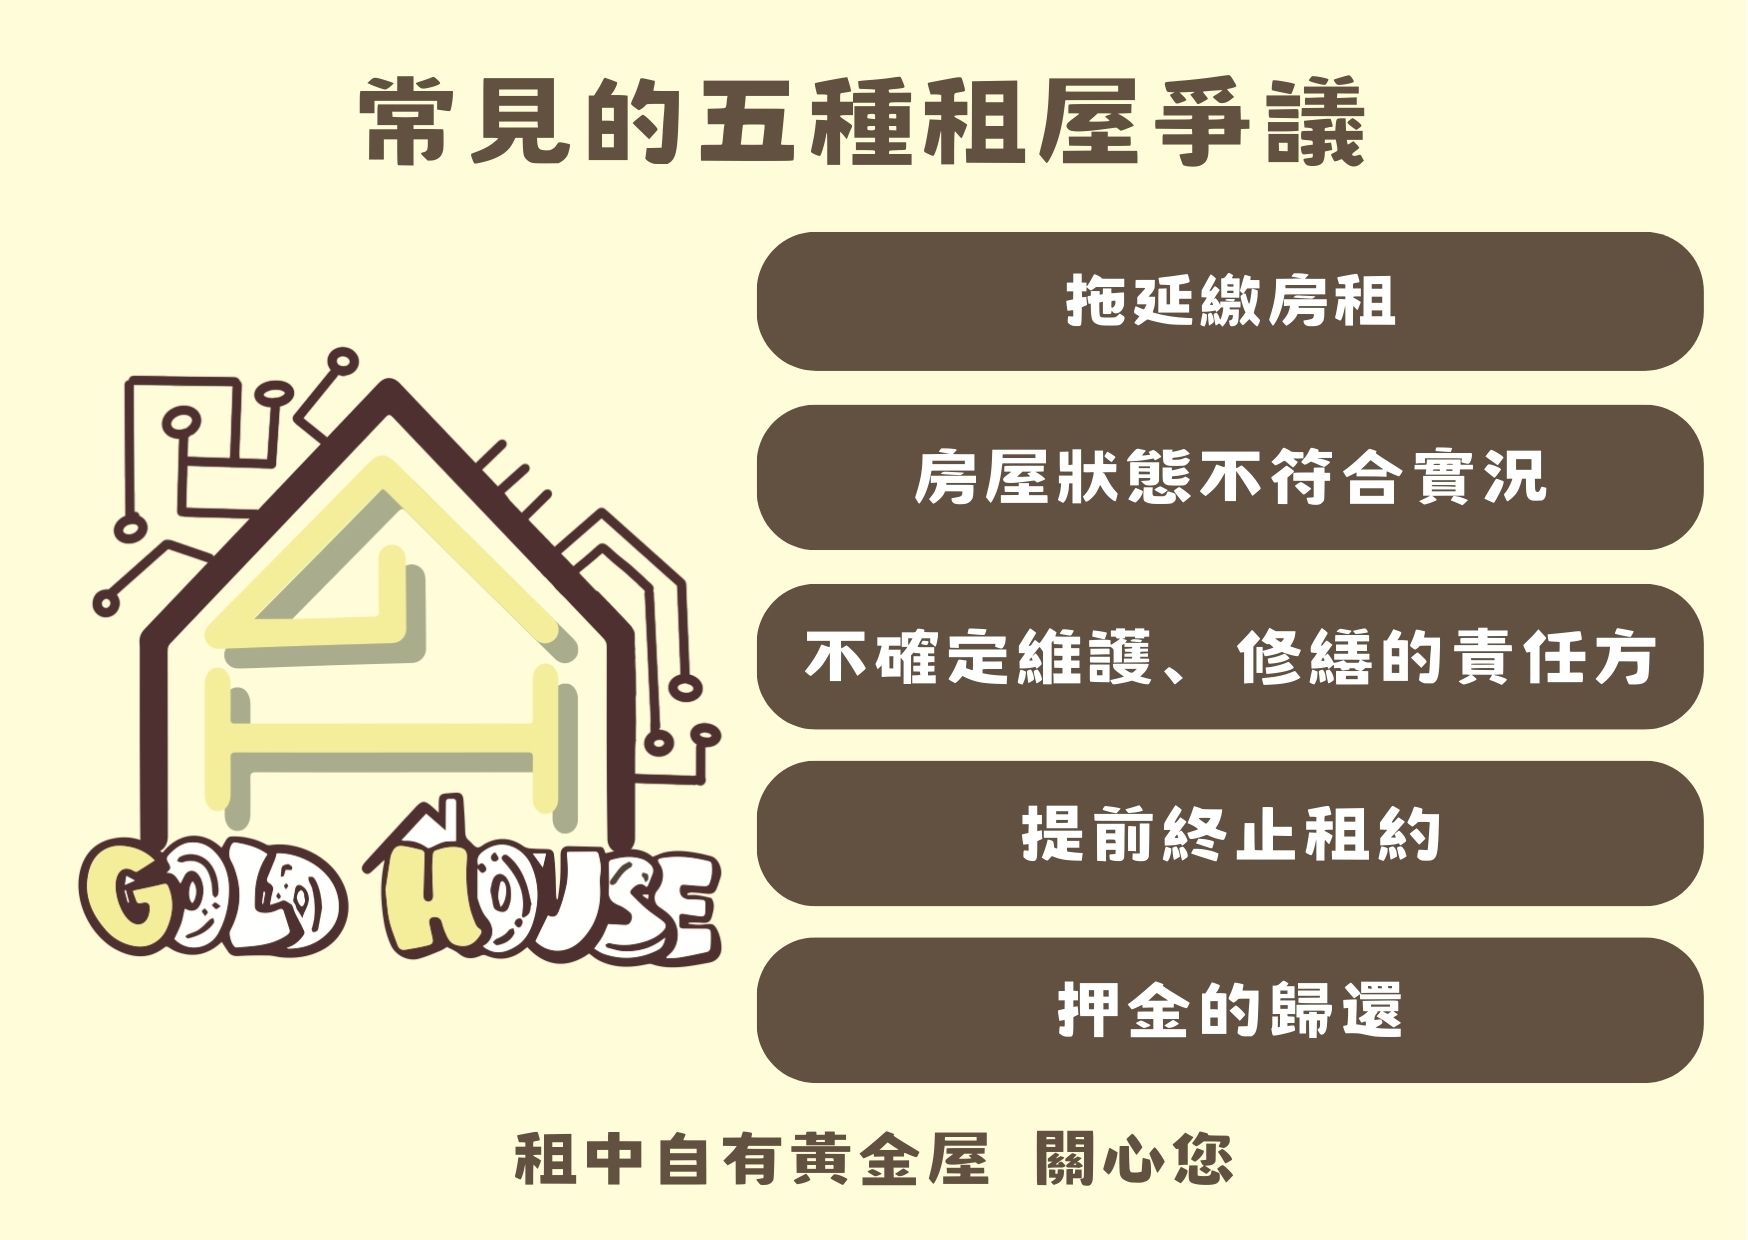 常見的五種租屋爭議
拖延繳房租
房屋狀態不符合實況
不確定維護、修繕的責任方
提前終止租約
押金的歸還
GOLD HOUSE
租中自有黃金屋 關心您